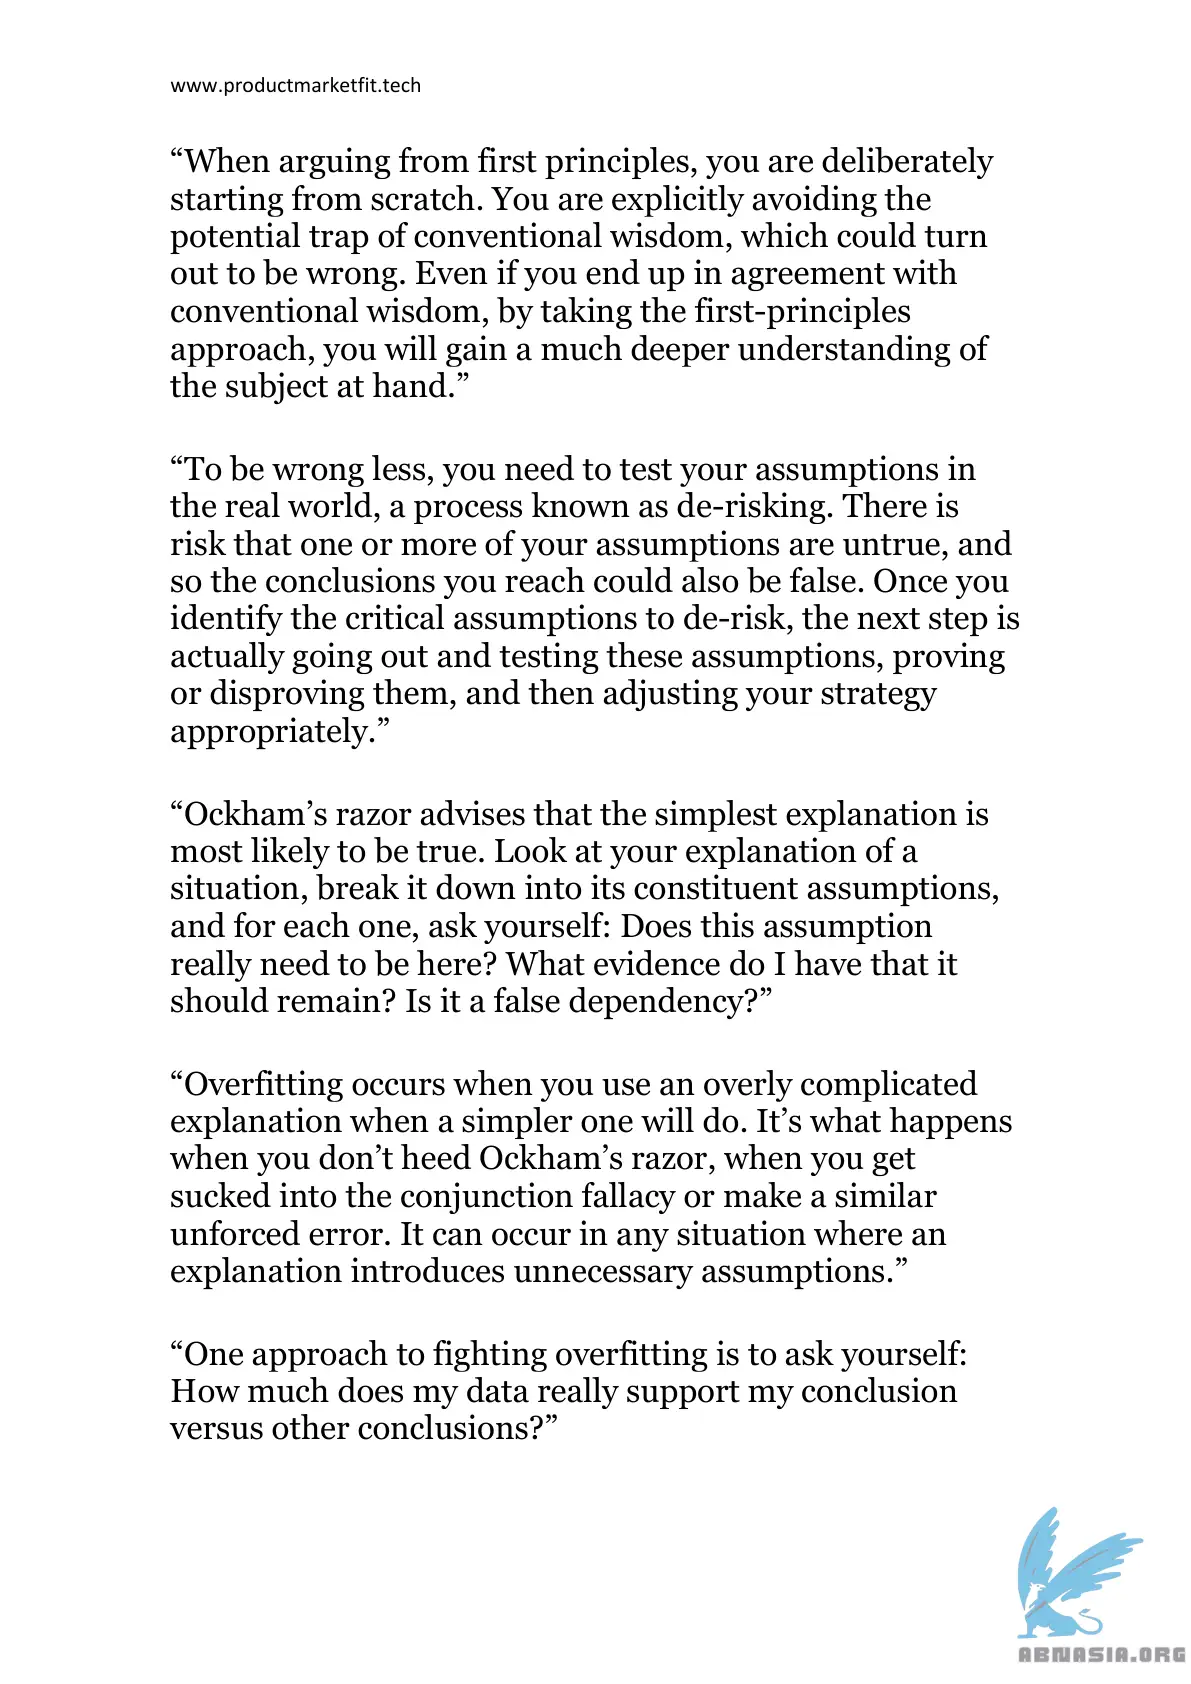 www.productmarketfit.tech
“When arguing from first principles, you are deliberately
starting from scratch. You are explicitly avoiding the
potential trap of conventional wisdom, which could turn
out to be wrong. Even if you end up in agreement with
conventional wisdom, by taking the first-principles
approach, you will gain a much deeper understanding of
the subject at hand.”
“To be wrong less, you need to test your assumptions in
the real world, a process known as de-risking. There is
risk that one or more of your assumptions are untrue, and
so the conclusions you reach could also be false. Once you
identify the critical assumptions to de-risk, the next step is
actually going out and testing these assumptions, proving
or disproving them, and then adjusting your strategy
appropriately.”
“Ockham’s razor advises that the simplest explanation is
most likely to be true. Look at your explanation of a
situation, break it down into its constituent assumptions,
and for each one, ask yourself: Does this assumption
really need to be here? What evidence do I have that it
should remain? Is it a false dependency?”
“Overfitting occurs when you use an overly complicated
explanation when a simpler one will do. It’s what happens
when you don’t heed Ockham’s razor, when you get
sucked into the conjunction fallacy or make a similar
unforced error. It can occur in any situation where an
explanation introduces unnecessary assumptions.”
“One approach to fighting overfitting is to ask yourself:
How much does my data really support my conclusion
versus other conclusions?”
ABNASIA.ORG